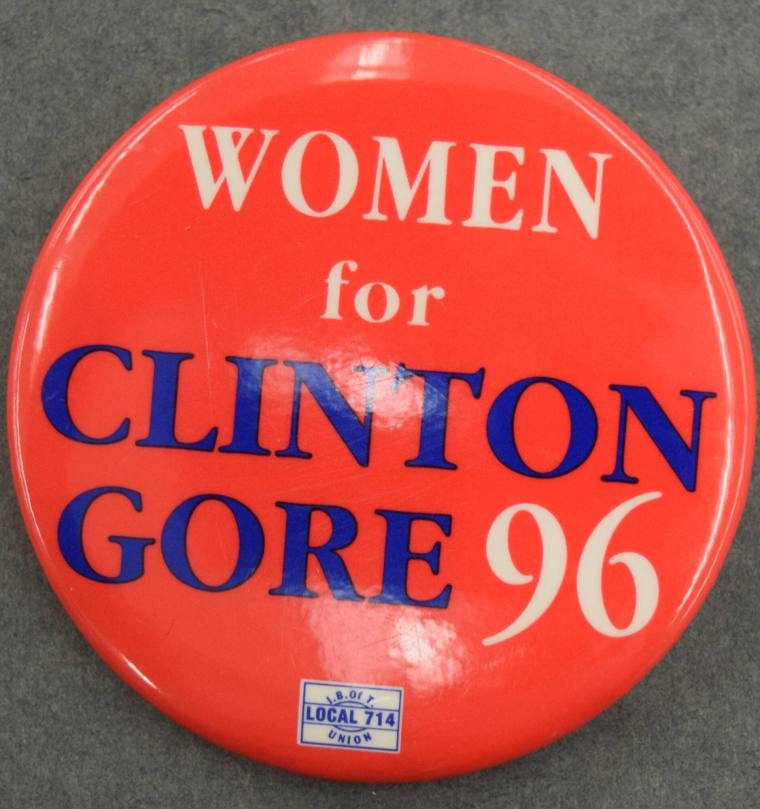 WOMEN
for
CLINTON
GORE 96
I.B. Of T.
LOCAL 714
UNION